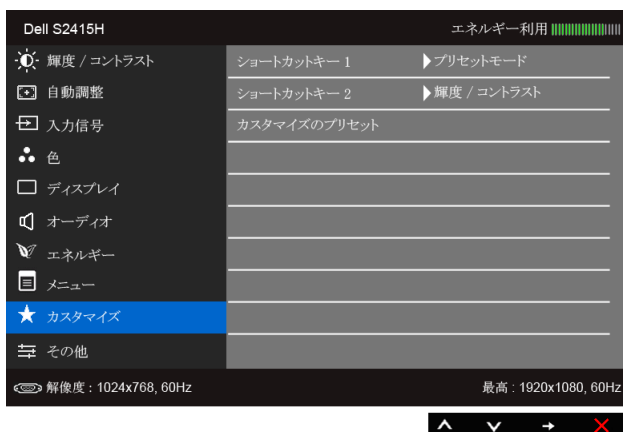 Dell S2415H エネルギー利用
輝度 / コントラスト ショートカットキー 1 プリセットモード
自動調整 ショートカットキー 2 輝度 / コントラスト
入力信号 カスタマイズのプリセット
色
ディスプレイ
オーディオ
エネルギー
メニュー
カスタマイズ
その他
解像度 : 1024x768, 60Hz 最高 : 1920x1080, 60Hz